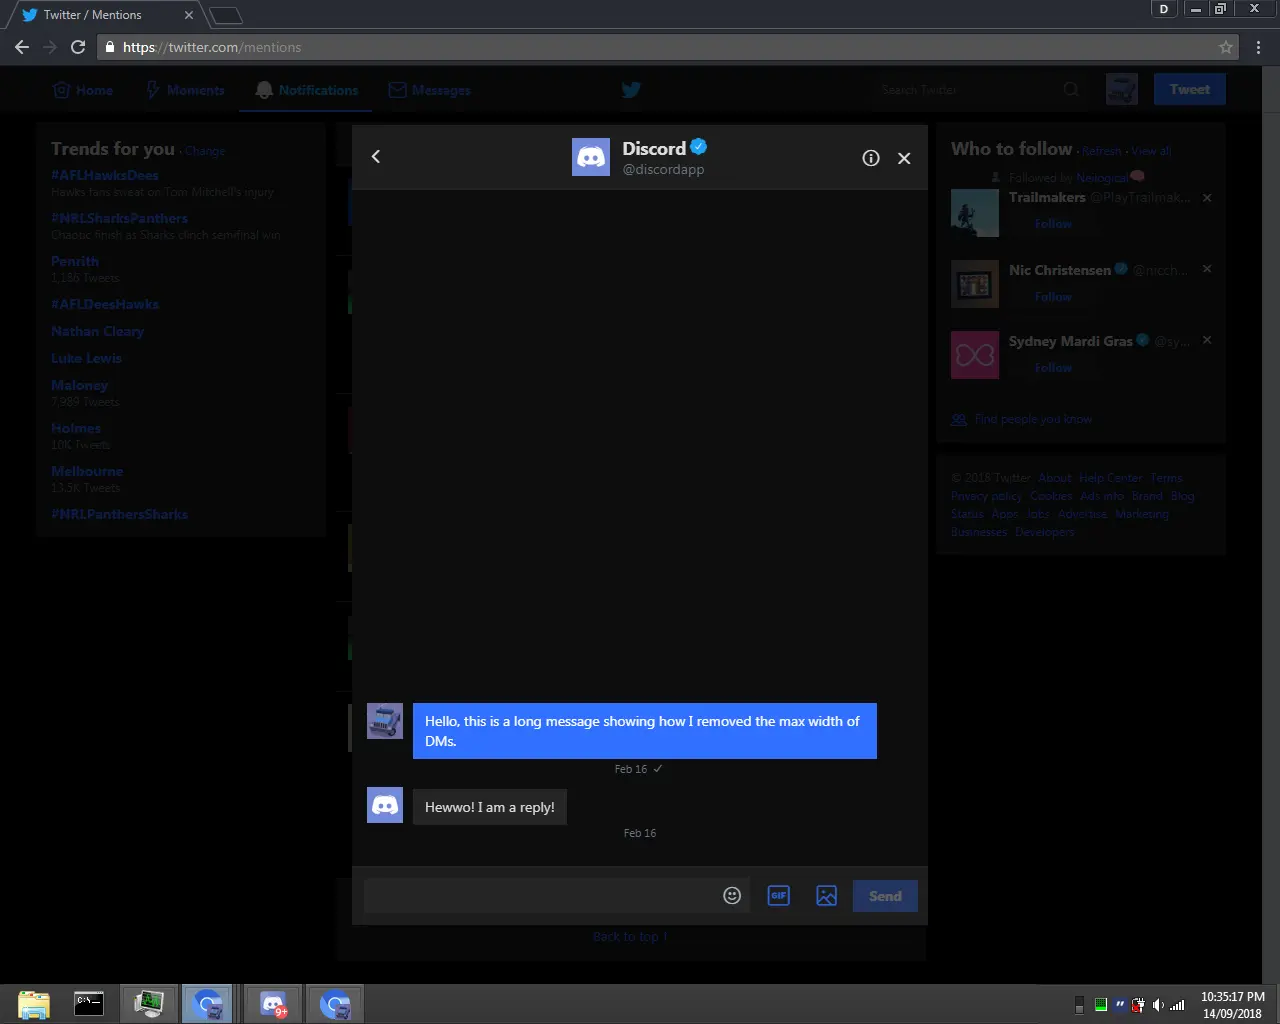 Twitter / Mentions
D
https://twitter.com/mentions
Home
Moments
Notifications
Messages
Search Twitter
Tweet
Trends for you · Change
#AFLHawksDees
Hawks fans sweat on Tom Mitchell's injury
#NRLSharksPanthers
Chaotic finish as Sharks clinch semifinal win
Penrith
1,186 Tweets
#AFLDeesHawks
Nathan Cleary
Luke Lewis
Maloney
7,989 Tweets
Holmes
18K Tweets
Melbourne
13.5K Tweets
#NRLPanthersSharks
Discord
@discordapp
Hello, this is a long message showing how I removed the max width of
DMs.
Feb 16 ✓
Hewwo! I am a reply!
Feb 16
GIF
Send
Back to top ↑
Who to follow · Refresh · View all
Followed by
Trailmakers @PlayTrailmak...
Follow
Nic Christensen @nicch...
Follow
Sydney Mardi Gras @sy...
Follow
Find people you know
© 2018 Twitter About Help Center Terms
Privacy policy Cookies Ads info Brand Blog
Status Apps Jobs Advertise Marketing
Businesses Developers
C:\_
9+
10:35:17 PM
14/09/2018